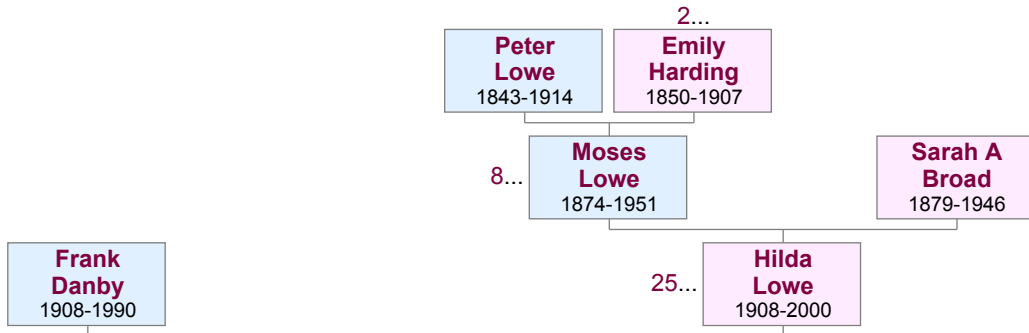 2...
Peter
Lowe
1843-1914
Emily
Harding
1850-1907
8...
Moses
Lowe
1874-1951
Sarah A
Broad
1879-1946
Frank
Danby
1908-1990
25...
Hilda
Lowe
1908-2000